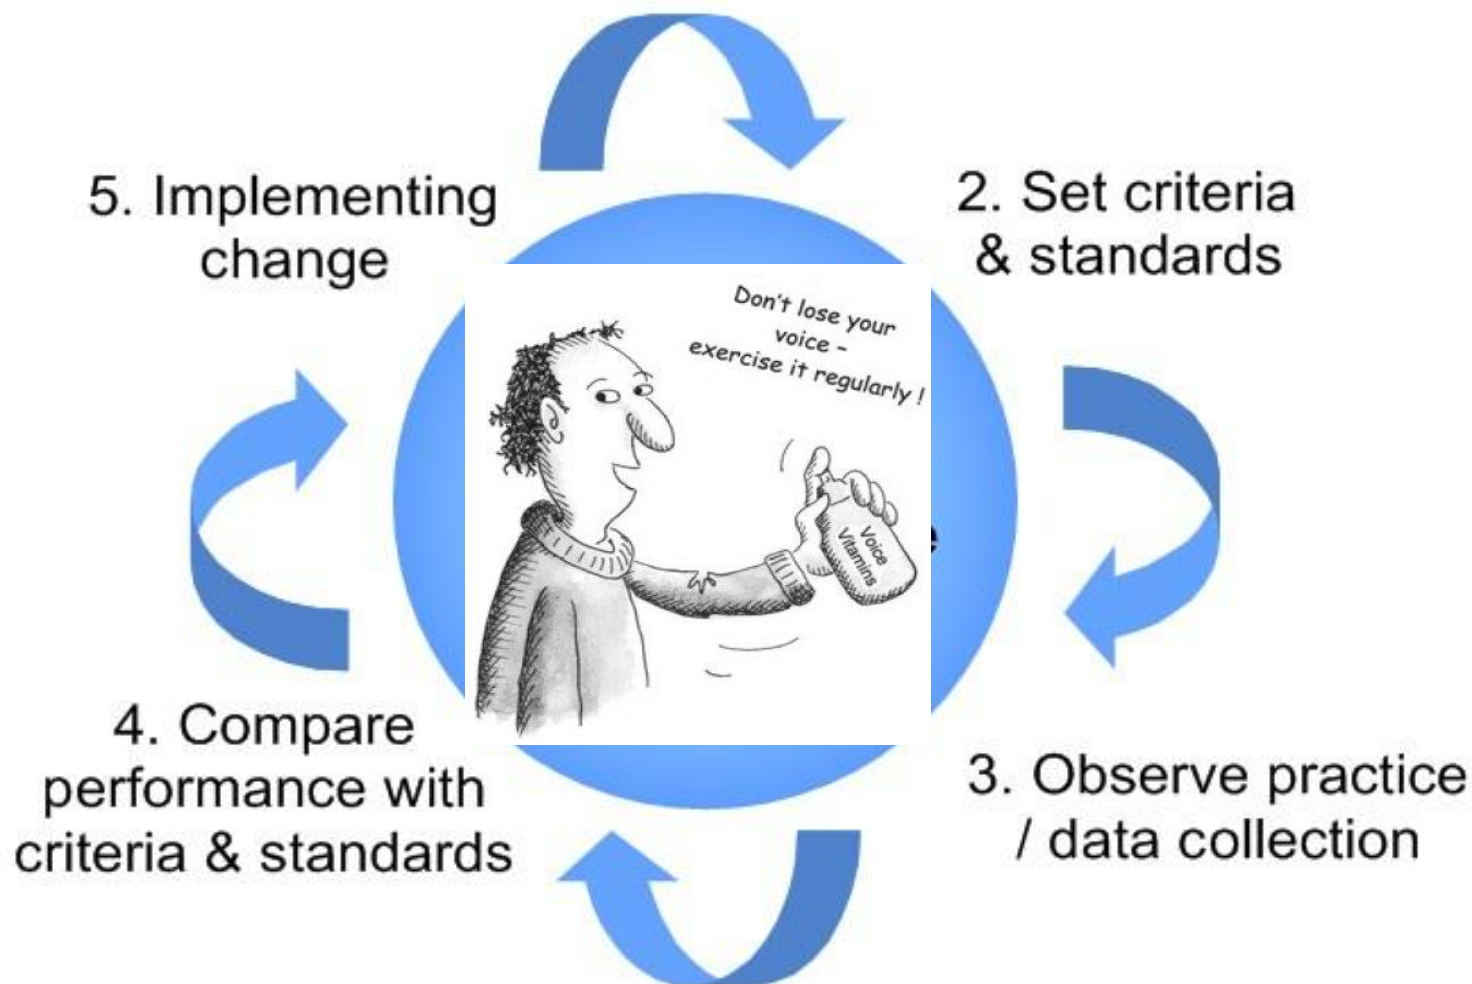 5. Implementing
change
2. Set criteria
& standards
Don't lose your
voice -
exercise it regularly !
Voice
Vitamins
4. Compare
performance with
criteria & standards
3. Observe practice
/ data collection